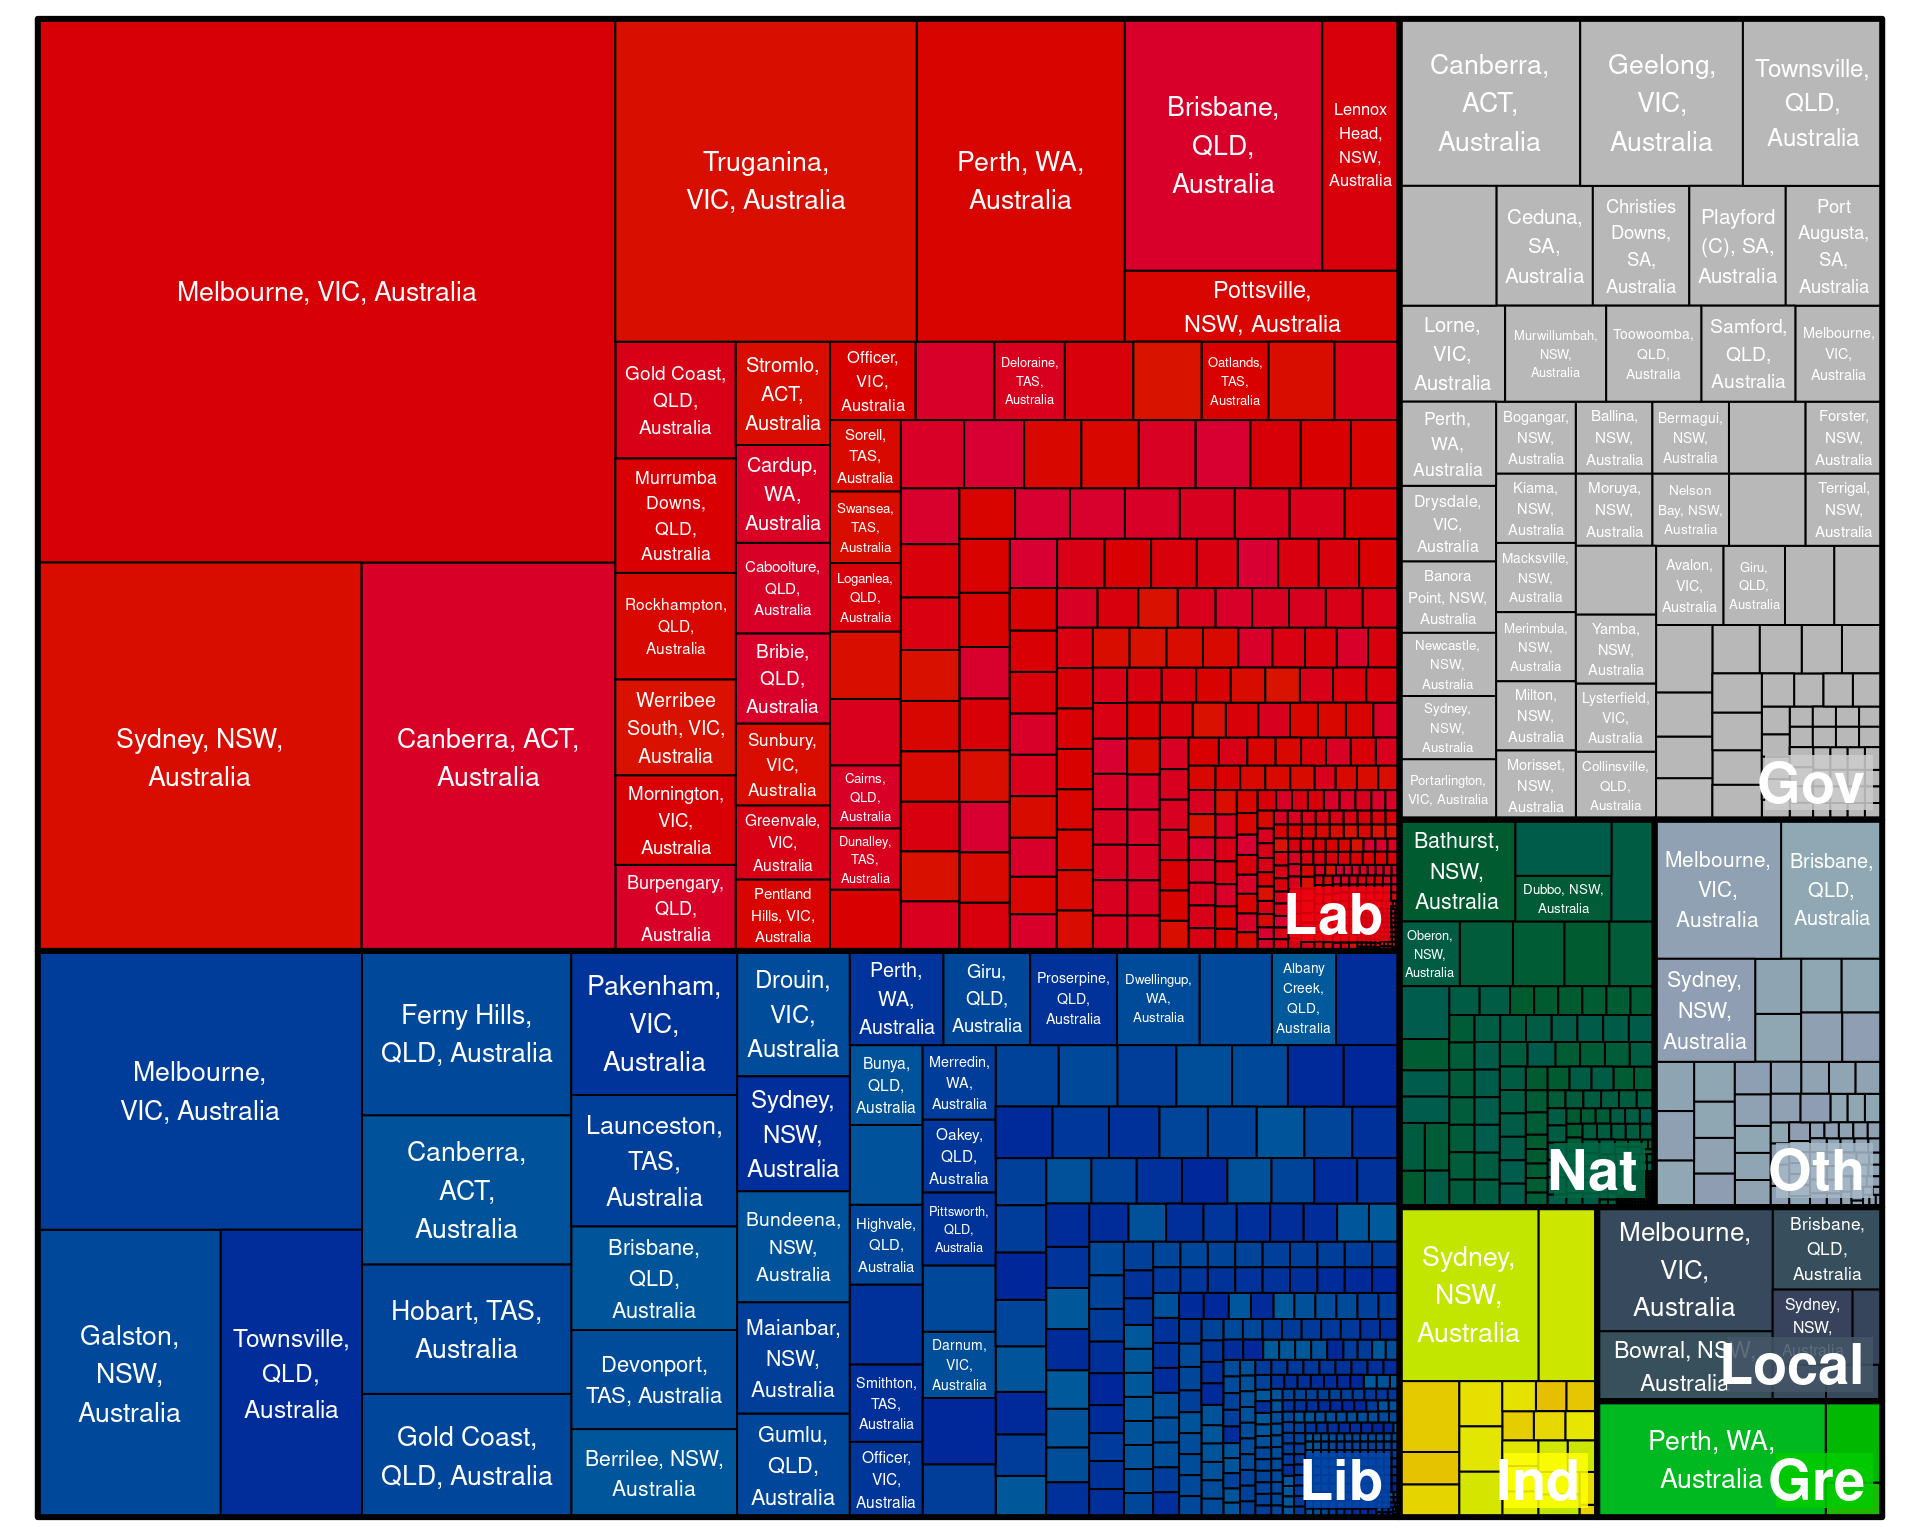 Melbourne, VIC, Australia
Sydney, NSW,
Australia
Canberra, ACT,
Australia
Truganina,
VIC, Australia
Perth, WA,
Australia
Brisbane,
QLD,
Australia
Lennox
Head,
NSW,
Australia
Pottsville,
NSW, Australia
Gold Coast,
QLD,
Australia
Murrumba
Downs,
QLD,
Australia
Rockhampton,
QLD,
Australia
Werribee
South, VIC,
Australia
Mornington,
VIC,
Australia
Burpengary,
QLD,
Australia
Stromlo,
ACT,
Australia
Cardup,
WA,
Australia
Caboolture,
QLD,
Australia
Bribie,
QLD,
Australia
Sunbury,
VIC,
Australia
Greenvale,
VIC,
Australia
Pentland
Hills, VIC,
Australia
Officer,
VIC,
Australia
Sorell,
TAS,
Australia
Swansea,
TAS,
Australia
Loganlea,
QLD,
Australia
Cairns,
QLD,
Australia
Dunalley,
TAS,
Australia
Deloraine,
TAS,
Australia
Oatlands,
TAS,
Australia
Lab
Canberra,
ACT,
Australia
Geelong,
VIC,
Australia
Townsville,
QLD,
Australia
Ceduna,
SA,
Australia
Christies
Downs,
SA,
Australia
Playford
(C), SA,
Australia
Port
Augusta,
SA,
Australia
Lorne,
VIC,
Australia
Murwillumbah,
NSW,
Australia
Toowoomba,
QLD,
Australia
Samford,
QLD,
Australia
Melbourne,
VIC,
Australia
Perth,
WA,
Australia
Drysdale,
VIC,
Australia
Banora
Point, NSW,
Australia
Newcastle,
NSW,
Australia
Sydney,
NSW,
Australia
Portarlington,
VIC, Australia
Bogangar,
NSW,
Australia
Kiama,
NSW,
Australia
Macksville,
NSW,
Australia
Merimbula,
NSW,
Australia
Milton,
NSW,
Australia
Morisset,
NSW,
Australia
Ballina,
NSW,
Australia
Moruya,
NSW,
Australia
Yamba,
NSW,
Australia
Lysterfield,
VIC,
Australia
Collinsville,
QLD,
Australia
Bermagui,
NSW,
Australia
Nelson
Bay, NSW,
Australia
Forster,
NSW,
Australia
Terrigal,
NSW,
Australia
Avalon,
VIC,
Australia
Giru,
QLD,
Australia
Gov
Melbourne,
VIC, Australia
Galston,
NSW,
Australia
Townsville,
QLD,
Australia
Ferny Hills,
QLD, Australia
Canberra,
ACT,
Australia
Hobart, TAS,
Australia
Gold Coast,
QLD, Australia
Pakenham,
VIC,
Australia
Launceston,
TAS,
Australia
Brisbane,
QLD,
Australia
Devonport,
TAS, Australia
Berrilee, NSW,
Australia
Drouin,
VIC,
Australia
Sydney,
NSW,
Australia
Bundeena,
NSW,
Australia
Maianbar,
NSW,
Australia
Gumlu,
QLD,
Australia
Perth,
WA,
Australia
Giru,
QLD,
Australia
Proserpine,
QLD,
Australia
Dwellingup,
WA,
Australia
Albany
Creek,
QLD,
Australia
Bunya,
QLD,
Australia
Highvale,
QLD,
Australia
Smithton,
TAS,
Australia
Officer,
VIC,
Australia
Merredin,
WA,
Australia
Oakey,
QLD,
Australia
Pittsworth,
QLD,
Australia
Darnum,
VIC,
Australia
Lib
Bathurst,
NSW,
Australia
Dubbo, NSW,
Australia
Oberon,
NSW,
Australia
Nat
Melbourne,
VIC,
Australia
Brisbane,
QLD,
Australia
Sydney,
NSW,
Australia
Oth
Sydney,
NSW,
Australia
Ind
Melbourne,
VIC,
Australia
Brisbane,
QLD,
Australia
Sydney,
NSW,
Australia
Bowral, NSW,
Australia
Local
Perth, WA,
Australia
Gre